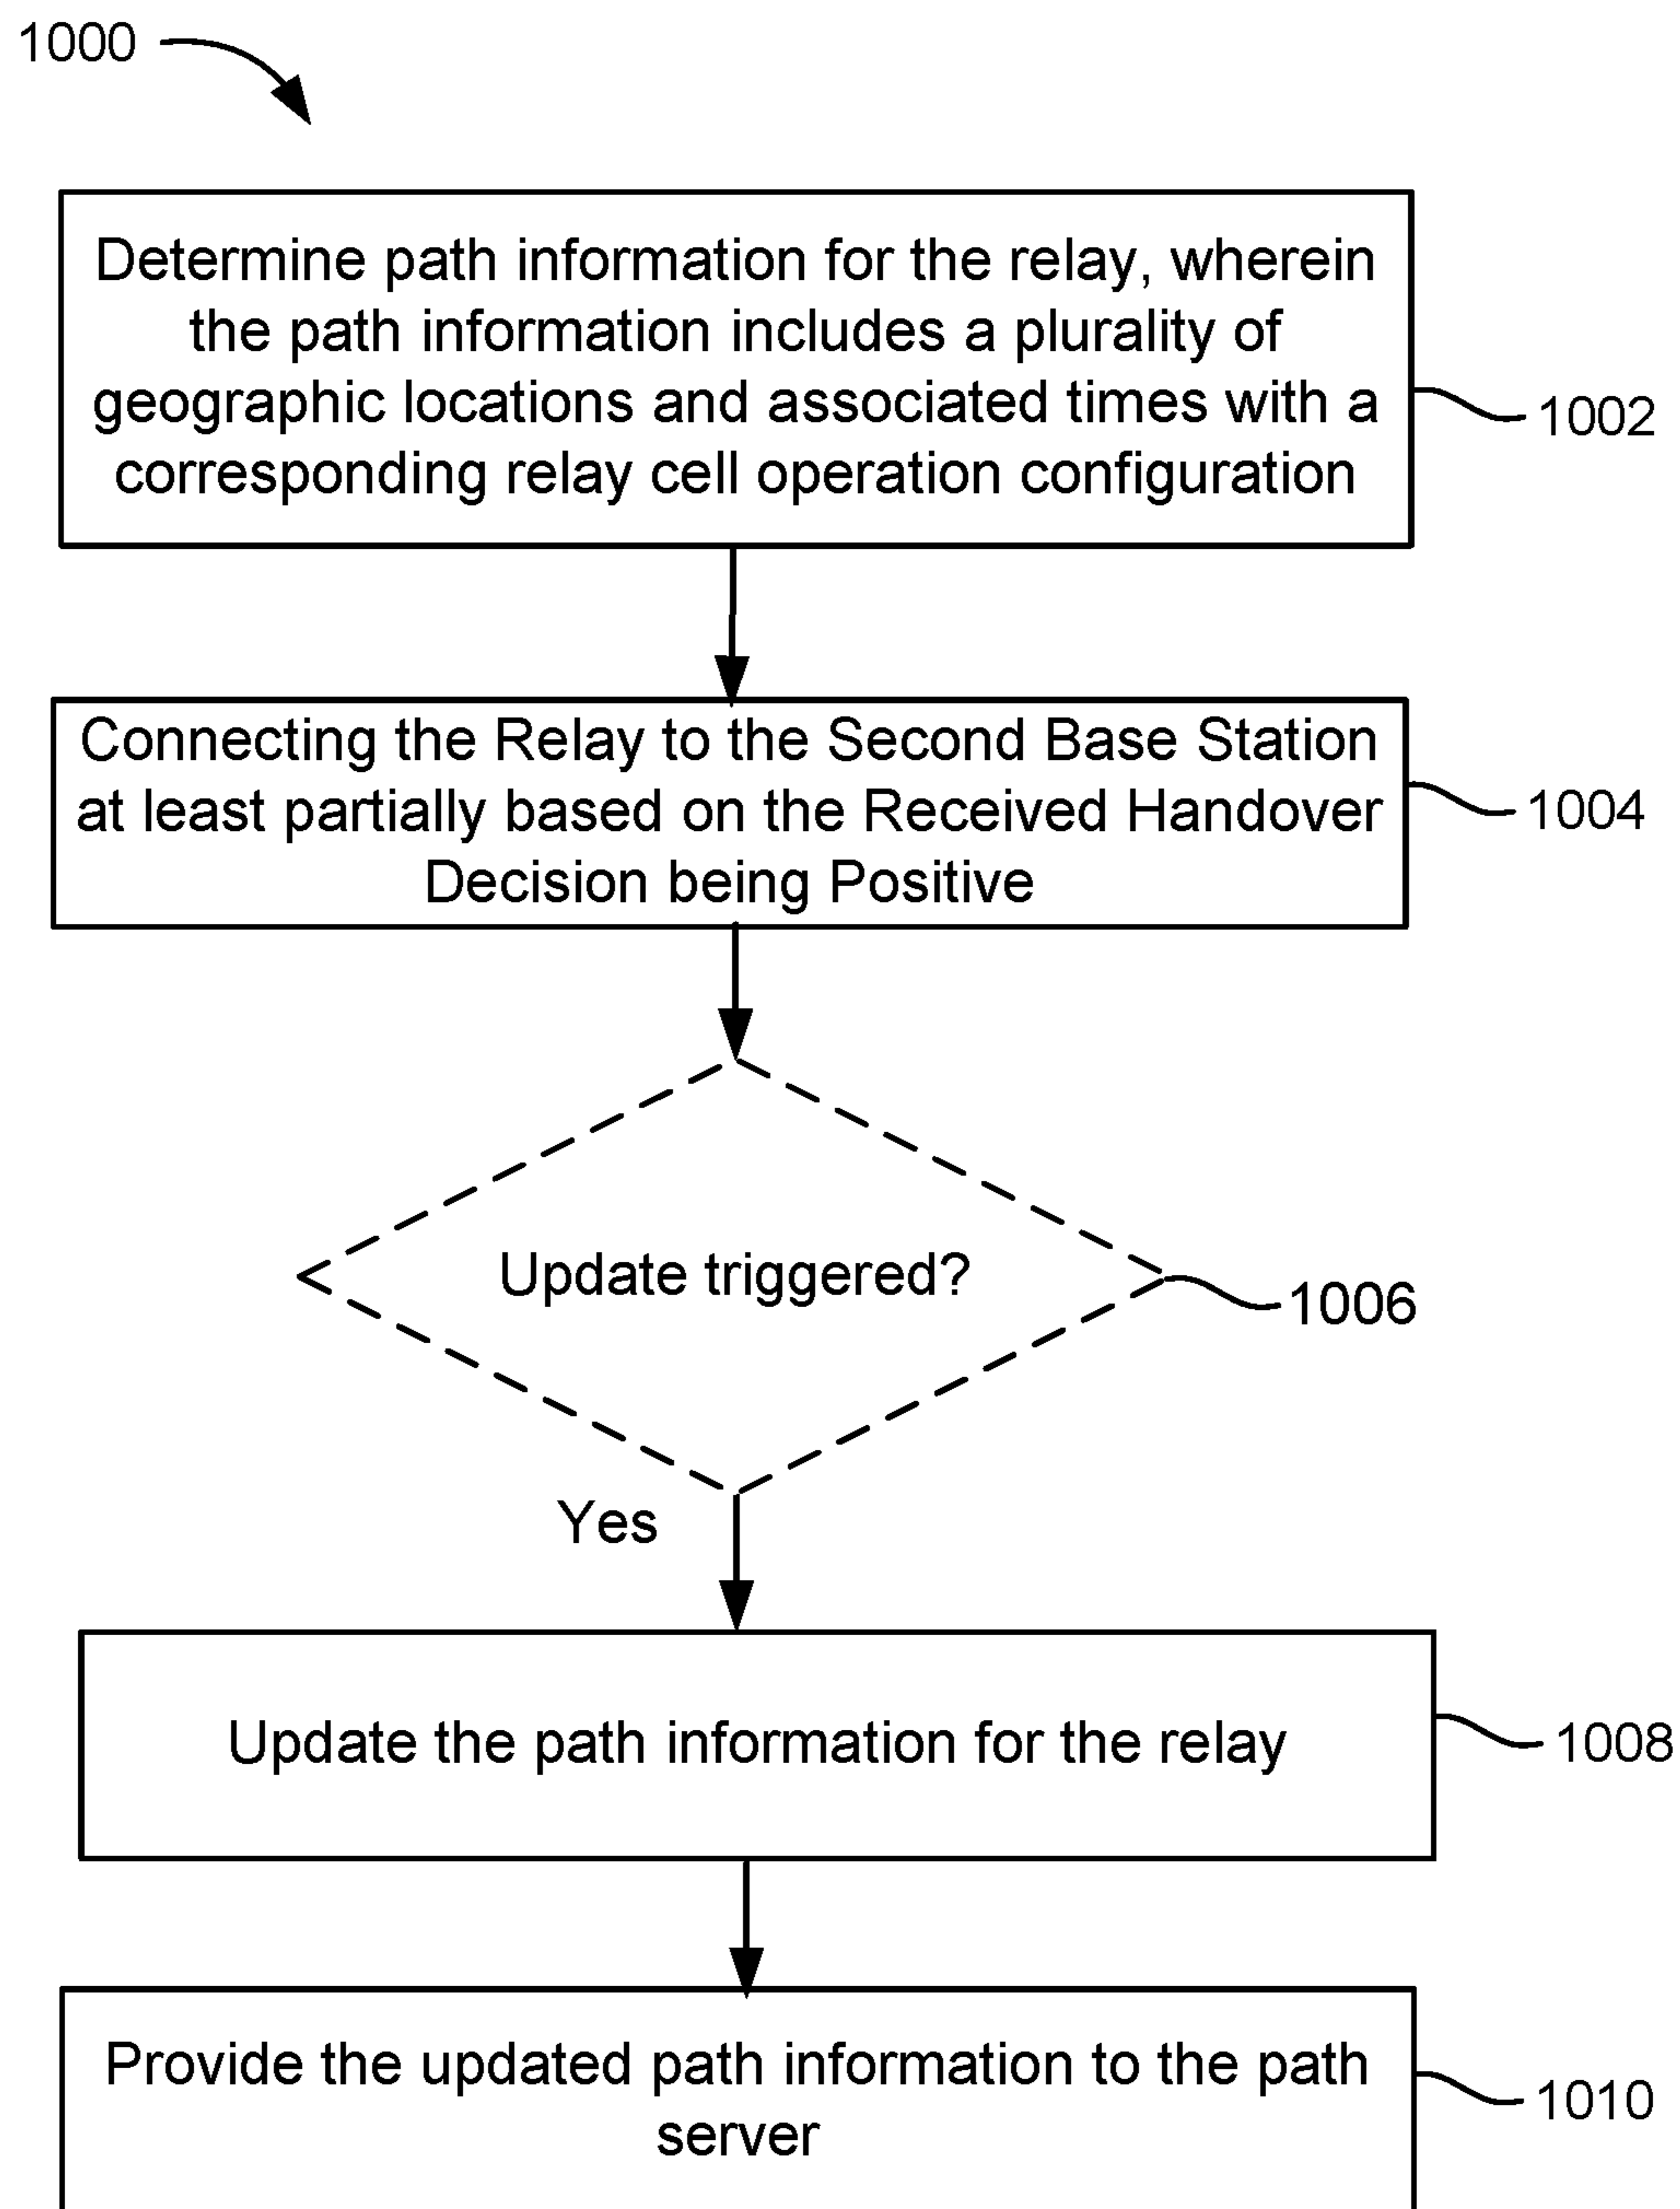 1000
Determine path information for the relay, wherein
the path information includes a plurality of
geographic locations and associated times with a
corresponding relay cell operation configuration
1002
Connecting the Relay to the Second Base Station
at least partially based on the Received Handover
Decision being Positive
1004
Update triggered?
1006
Yes
Update the path information for the relay
1008
Provide the updated path information to the path
server
1010